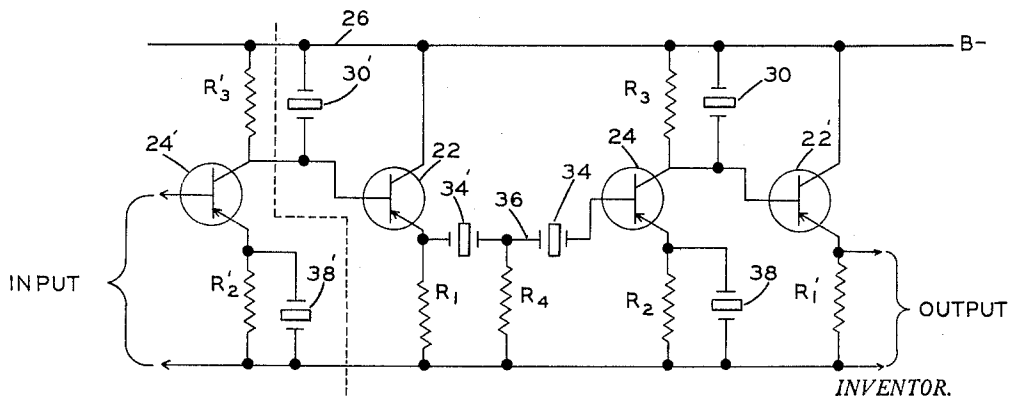 26
B-
R'3
30'
R3
30
24'
22
24
22'
34'
34
36
INPUT
R'2
38'
R1
R4
R2
38
R1'
OUTPUT
INVENTOR.